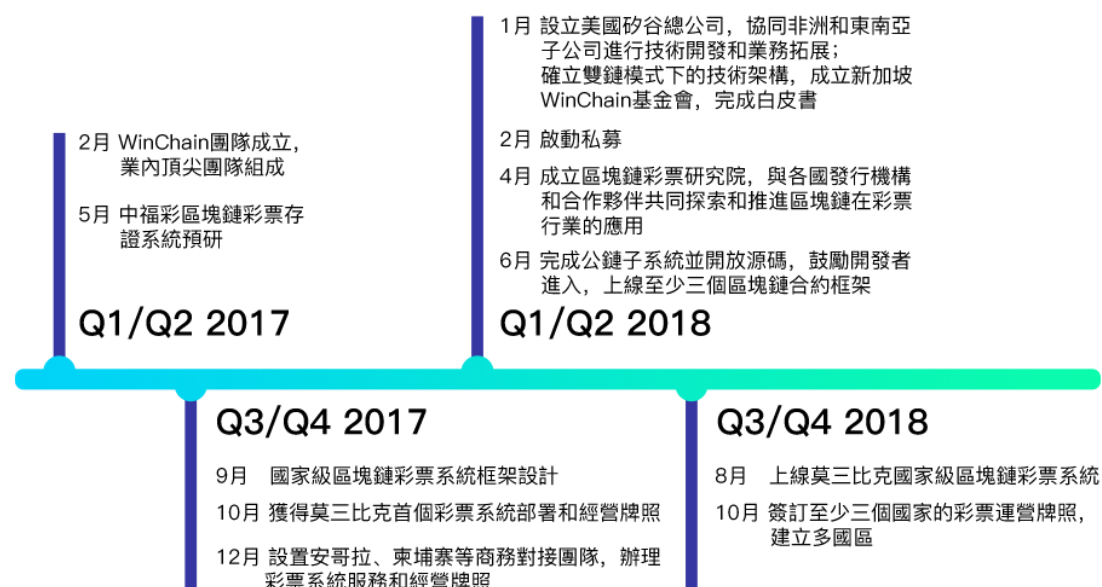 2月 WinChain團隊成立，
業內頂尖團隊組成
5月 中福彩區塊鏈彩票存
證系統預研
Q1/Q2 2017
1月 設立美國矽谷總公司，協同非洲和東南亞
子公司進行技術開發和業務拓展；
確立雙鏈模式下的技術架構，成立新加坡
WinChain基金會，完成白皮書
2月 啟動私募
4月 成立區塊鏈彩票研究院，與各國發行機構
和合作夥伴共同探索和推進區塊鏈在彩票
行業的應用
6月 完成公鏈子系統並開放源碼，鼓勵開發者
進入，上線至少三個區塊鏈合約框架
Q1/Q2 2018
Q3/Q4 2017
9月 國家級區塊鏈彩票系統框架設計
10月 獲得莫三比克首個彩票系統部署和經營牌照
12月 設置安哥拉、柬埔寨等商務對接團隊，辦理
彩票系統服務和經營牌照
Q3/Q4 2018
8月 上線莫三比克國家級區塊鏈彩票系統
10月 簽訂至少三個國家的彩票運營牌照，
建立多國區